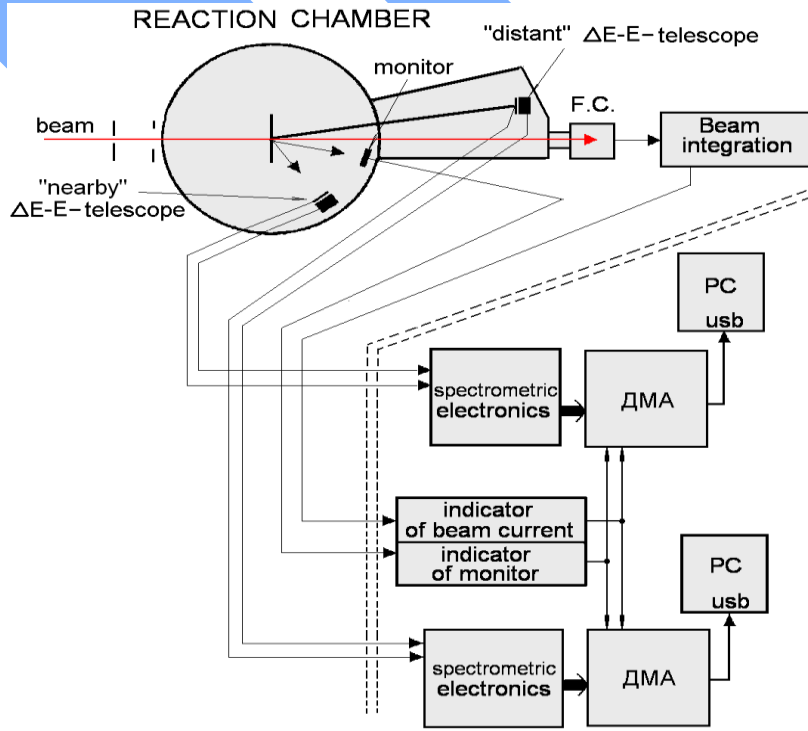 REACTION CHAMBER
"distant" ΔE-E-telescope
monitor
F.C.
beam
Beam
integration
"nearby"
ΔE-E-telescope
PC
usb
spectrometric
electronics
ДМА
indicator
of beam current
indicator
of monitor
PC
usb
spectrometric
electronics
ДМА